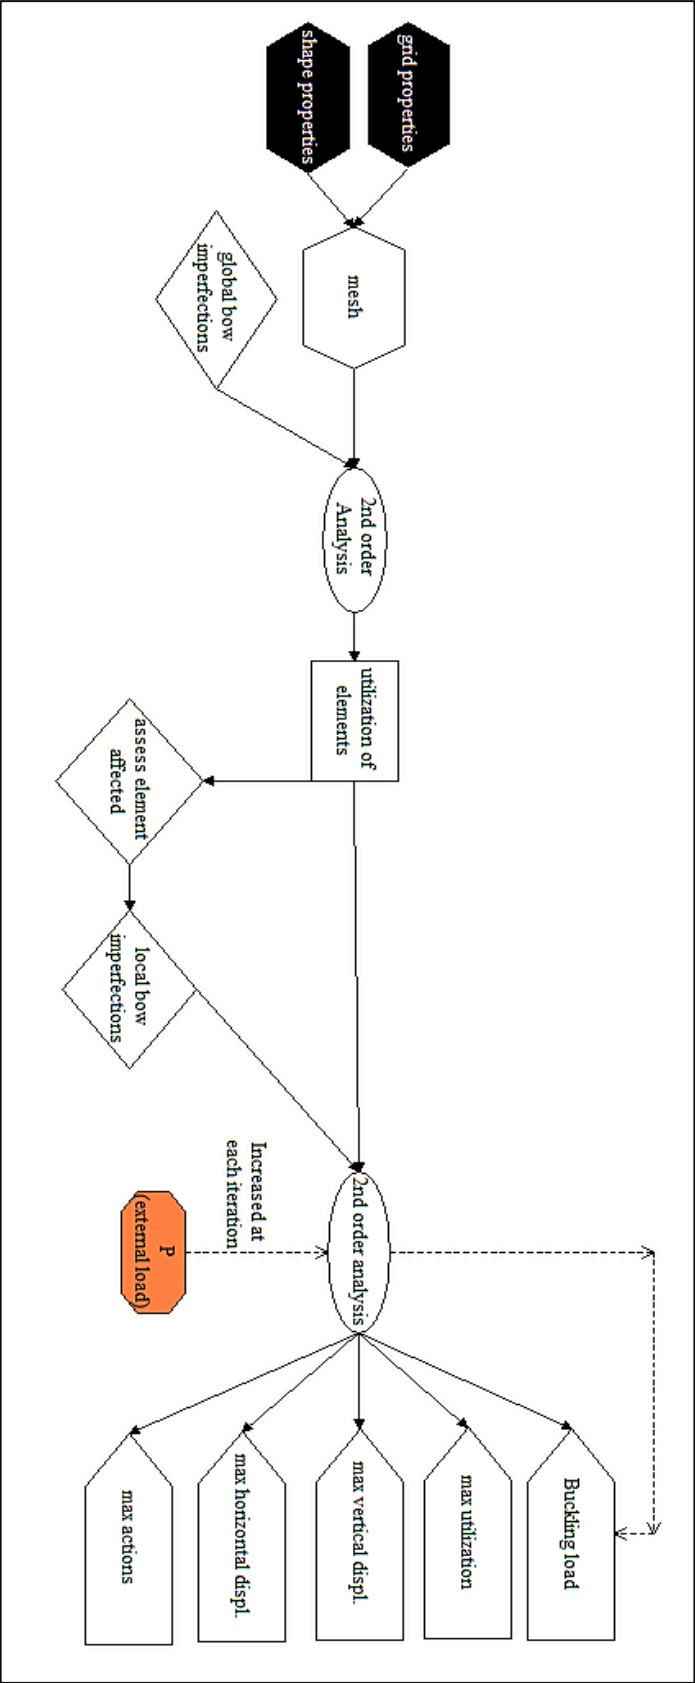 grid properties
shape properties
mesh
global bow
imperfections
2nd order
Analysis
utilization of
elements
assess element
affected
local bow
imperfections
Increased at
each iteration
P
(external load)
2nd order analysis
Buckling load
max utilization
max vertical displ.
max horizontal displ.
max actions